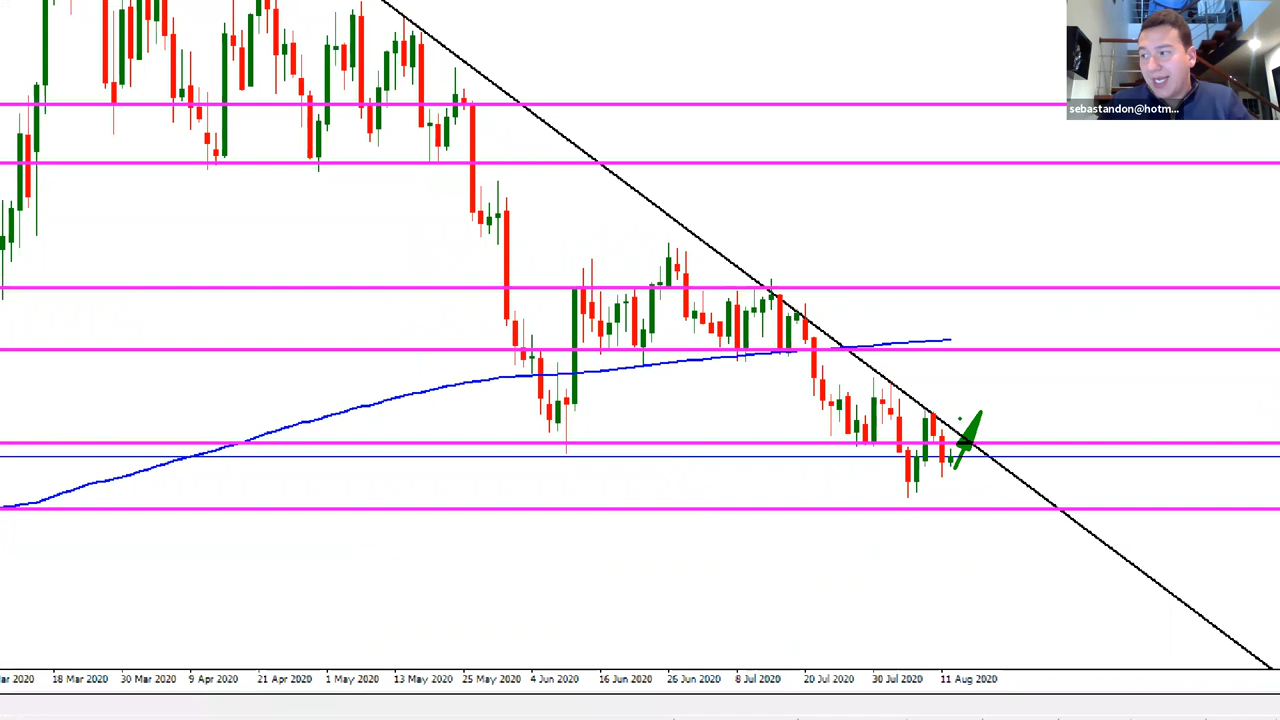 sebastandon@hotm...
ar 2020
18 Mar 2020
30 Mar 2020
9 Apr 2020
21 Apr 2020
1 May 2020
13 May 2020
25 May 2020
4 Jun 2020
16 Jun 2020
26 Jun 2020
8 Jul 2020
20 Jul 2020
30 Jul 2020
11 Aug 2020